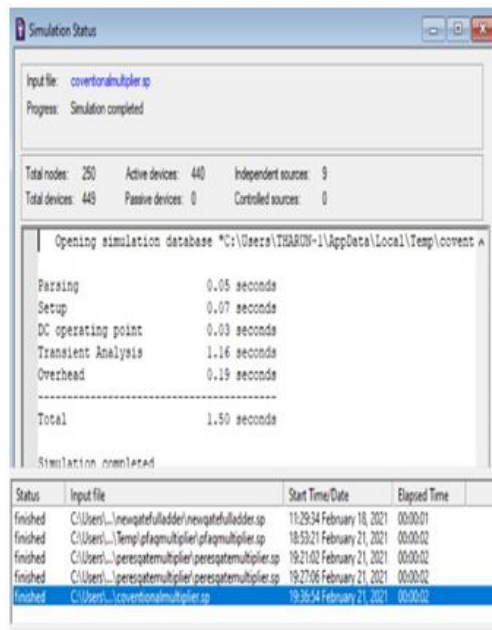 Simulation Status
Input file: coventionalmultiplier.sp
Progress: Simulation completed
Total nodes: 250 Active devices: 440 Independent sources: 9
Total devices: 449 Passive devices: 0 Controlled sources: 0
Opening simulation database "C:\Users\THARUN~1\AppData\Local\Temp\covent
Parsing 0.05 seconds
Setup 0.07 seconds
DC operating point 0.03 seconds
Transient Analysis 1.16 seconds
Overhead 0.19 seconds
-----------------------------------------
Total 1.50 seconds
Simulation completed
Status Input file Start Time/Date Elapsed Time
finished C:\Users\...\newgatefulladder\newgatefulladder.sp 11:29:34 February 18, 2021 00:00:01
finished C:\Users\...\Temp\pfaqmultiplier\pfaqmultiplier.sp 18:53:21 February 21, 2021 00:00:02
finished C:\Users\...\peresgatemultiplier\peresgatemultiplier.sp 19:21:02 February 21, 2021 00:00:02
finished C:\Users\...\peresgatemultiplier\peresgatemultiplier.sp 19:27:06 February 21, 2021 00:00:02
finished C:\Users\...\coventionalmultiplier.sp 19:36:54 February 21, 2021 00:00:02